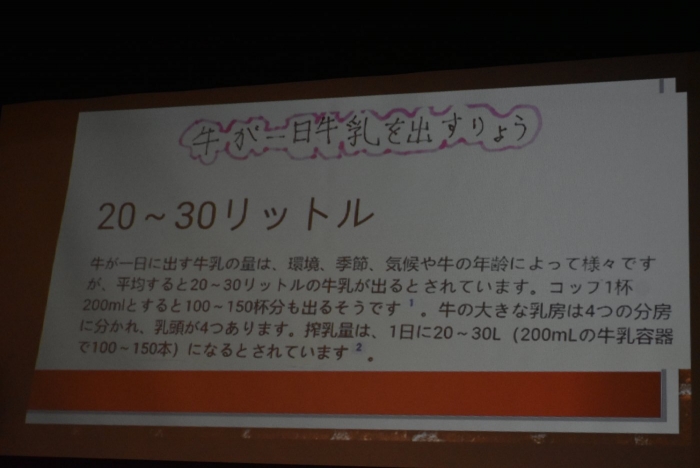 牛が一日牛乳を出すりょう
20～30リットル
牛が一日に出す牛乳の量は、環境、季節、気候や牛の年齢によって様々です
が、平均すると20～30リットルの牛乳が出るとされています。コップ1杯
200mlとすると100～150杯分も出るそうです 1 。牛の大きな乳房は4つの分房
に分かれ、乳頭が4つあります。搾乳量は、1日に20～30L（200mLの牛乳容器
で100～150本）になるとされています 2 。